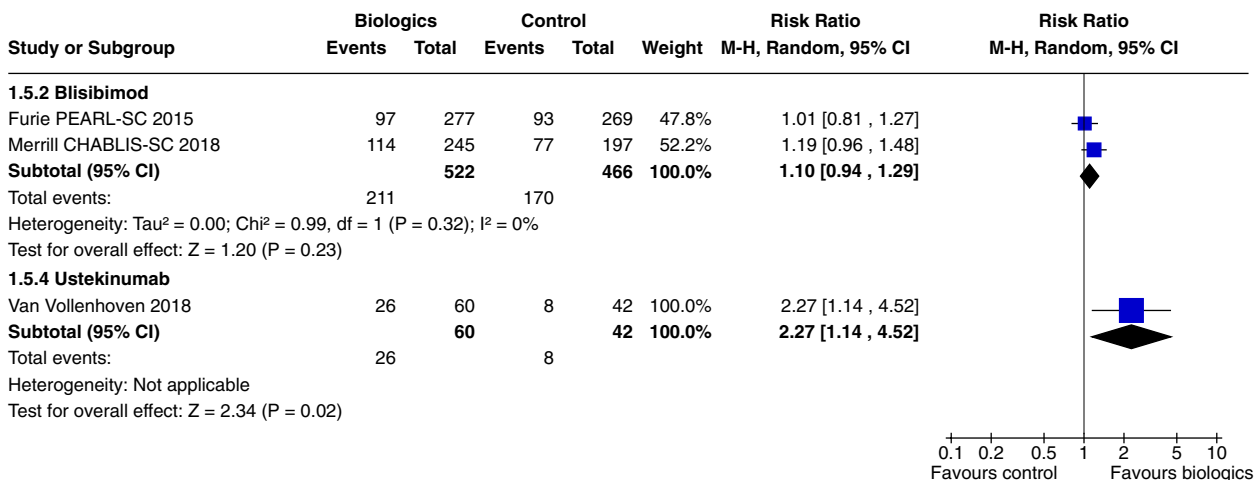 Biologics Control Risk Ratio Risk Ratio
Study or Subgroup Events Total Events Total Weight M-H, Random, 95% CI M-H, Random, 95% CI
1.5.2 Blisibimod
Furie PEARL-SC 2015 97 277 93 269 47.8% 1.01 [0.81 , 1.27]
Merrill CHABLIS-SC 2018 114 245 77 197 52.2% 1.19 [0.96 , 1.48]
Subtotal (95% CI) 522 466 100.0% 1.10 [0.94 , 1.29]
Total events: 211 170
Heterogeneity: Tau² = 0.00; Chi² = 0.99, df = 1 (P = 0.32); I² = 0%
Test for overall effect: Z = 1.20 (P = 0.23)
1.5.4 Ustekinumab
Van Vollenhoven 2018 26 60 8 42 100.0% 2.27 [1.14 , 4.52]
Subtotal (95% CI) 60 42 100.0% 2.27 [1.14 , 4.52]
Total events: 26 8
Heterogeneity: Not applicable
Test for overall effect: Z = 2.34 (P = 0.02)
0.1 0.2 0.5 1 2 5 10
Favours control Favours biologics